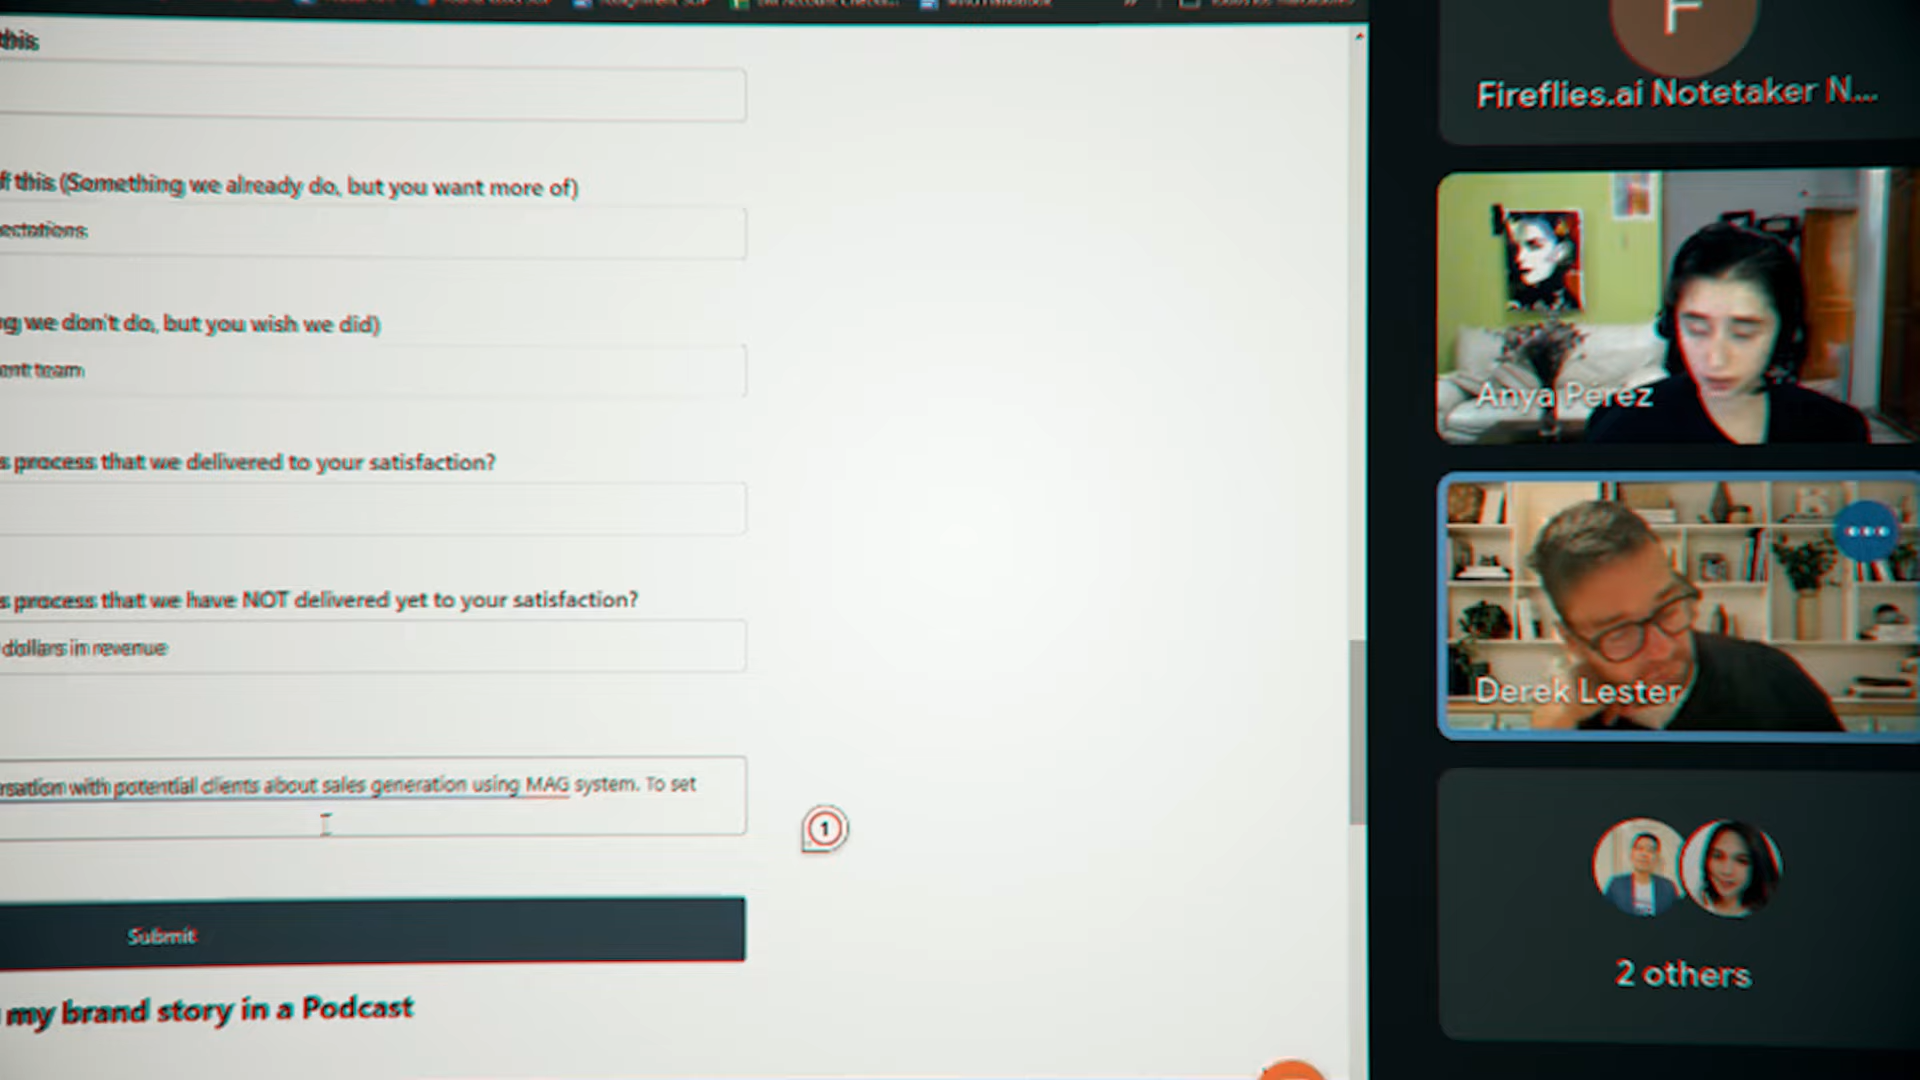 this
F
Fireflies.ai Notetaker N...
f this (Something we already do, but you want more of)
ectations
Anya Pérez
ng we don't do, but you wish we did)
ent team
s process that we delivered to your satisfaction?
s process that we have NOT delivered yet to your satisfaction?
dollars in revenue
Derek Lester
rsation with potential clients about sales generation using MAG system. To set
1
2 others
Submit
my brand story in a Podcast